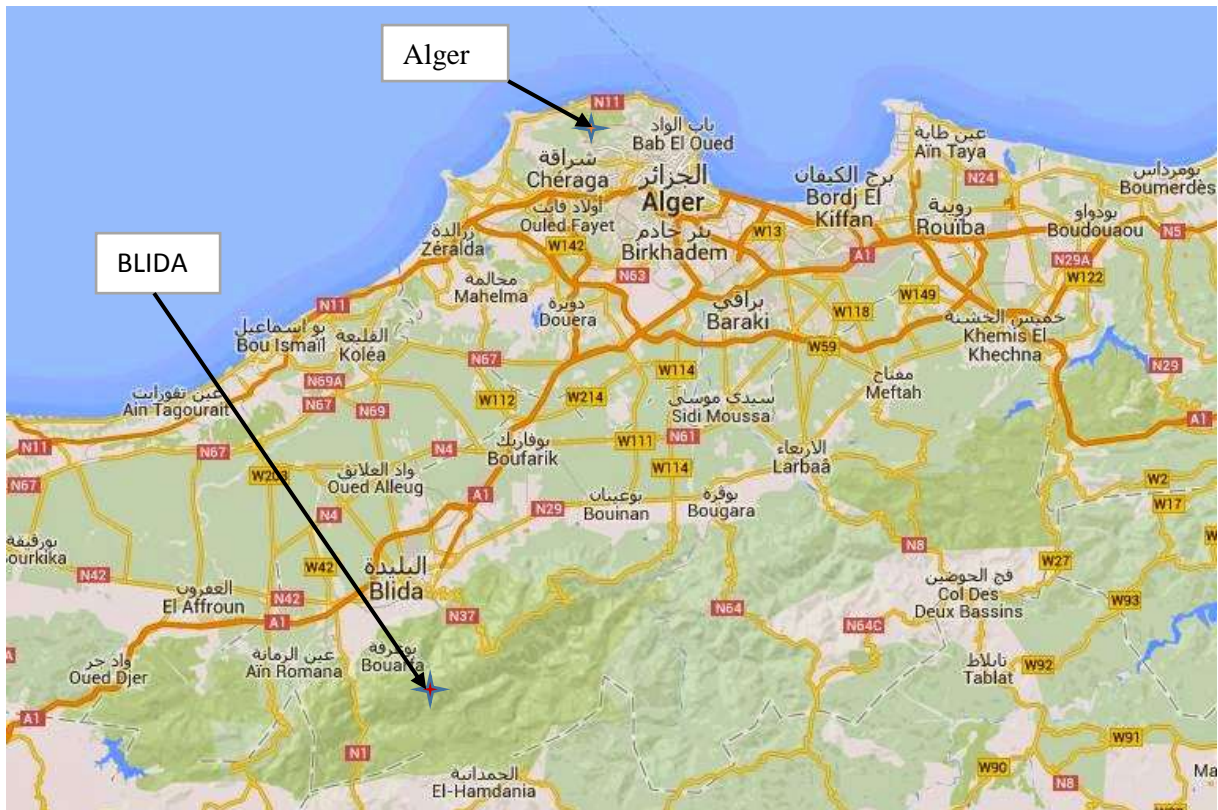 Alger
N11
باب الواد
Bab El Oued
عين طاية
Aïn Taya
شراقة
Chéraga
الجزائر
Alger
برج الكيفان
Bordj El
Kiffan
N24
بومرداس
Boumerdès
أولاد فايت
Ouled Fayet
رويبة
Rouïba
بودواو
Boudouaou
N5
زرالدة
Zéralda
W142
بئر خادم
Birkhadem
W13
A1
N29A
W122
BLIDA
محالمة
Mahelma
N63
N11
دويرة
Douera
براقي
Baraki
W149
W118
خميس الخشنة
Khemis El
Khechna
بو اسماعيل
Bou Ismaïl
القليعة
Koléa
N67
W59
N29
N69A
W114
مفتاح
Meftah
عين تقورايت
Ain Tagourait
N67
N69
W112
W214
سيدي موسى
Sidi Moussa
A1
N11
N67
N4
بوفاريك
Boufarik
W111
N61
الاربعاء
Larbaâ
N67
W203
واد العلايق
Oued Alleug
W114
W2
A1
W17
N4
N29
بوعينان
Bouinan
بوقرة
Bougara
بورقيقة
ourkika
N8
N42
W42
البليدة
Blida
W27
فج الحوضين
Col Des
Deux Bassins
العفرون
El Affroun
N42
W93
A1
N37
N64
N64C
واد جر
Oued Djer
عين الرمانة
Aïn Romana
بوعرفة
Bouarfa
تابلاط
Tablat
W92
A1
N1
W91
الحمدانية
El-Hamdania
W90
N8
Ma